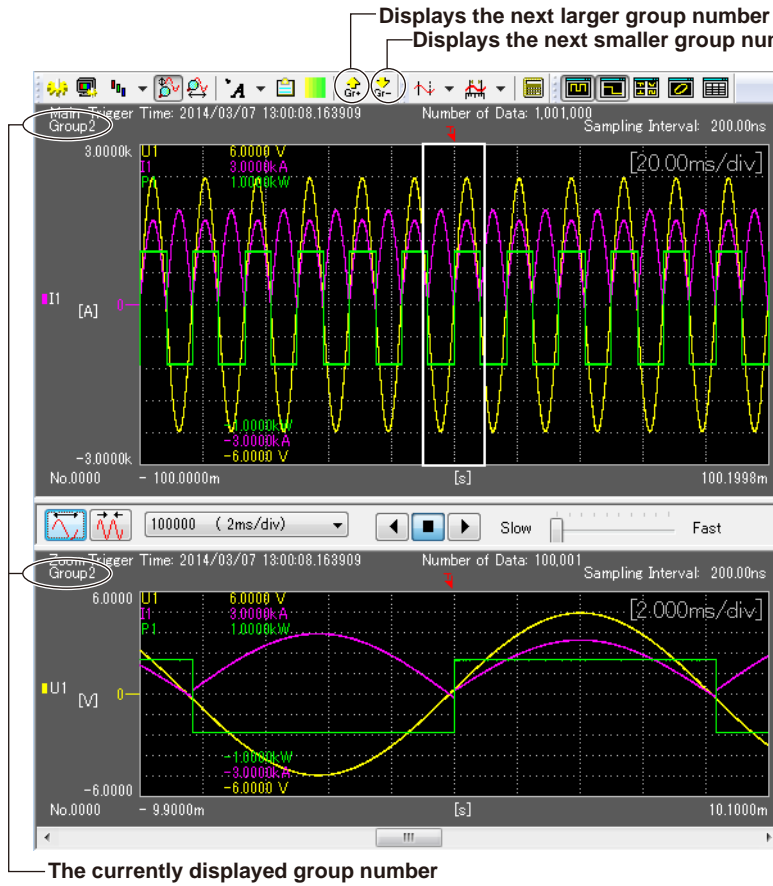 Displays the next larger group number
Displays the next smaller group num
A
Gr+
Gr-
Main Trigger Time: 2014/03/07 13:00:08.163909
Number of Data: 1,001,000
Group2
Sampling Interval: 200.00ns
3.0000k
U1 6.0000 V
I1 3.0000kA
P1 1.0000kW
[20.00ms/div]
I1 [A] 0
-1.0000kW
-3.0000kA
-6.0000 V
-3.0000k
No.0000
- 100.0000m
[s]
100.1998m
100000 ( 2ms/div)
Slow
Fast
Zoom Trigger Time: 2014/03/07 13:00:08.163909
Number of Data: 100,001
Group2
Sampling Interval: 200.00ns
6.0000
U1 6.0000 V
I1 3.0000kA
P1 1.0000kW
[2.000ms/div]
U1 [V] 0
-1.0000kW
-3.0000kA
-6.0000 V
-6.0000
No.0000
- 9.9000m
[s]
10.1000m
The currently displayed group number